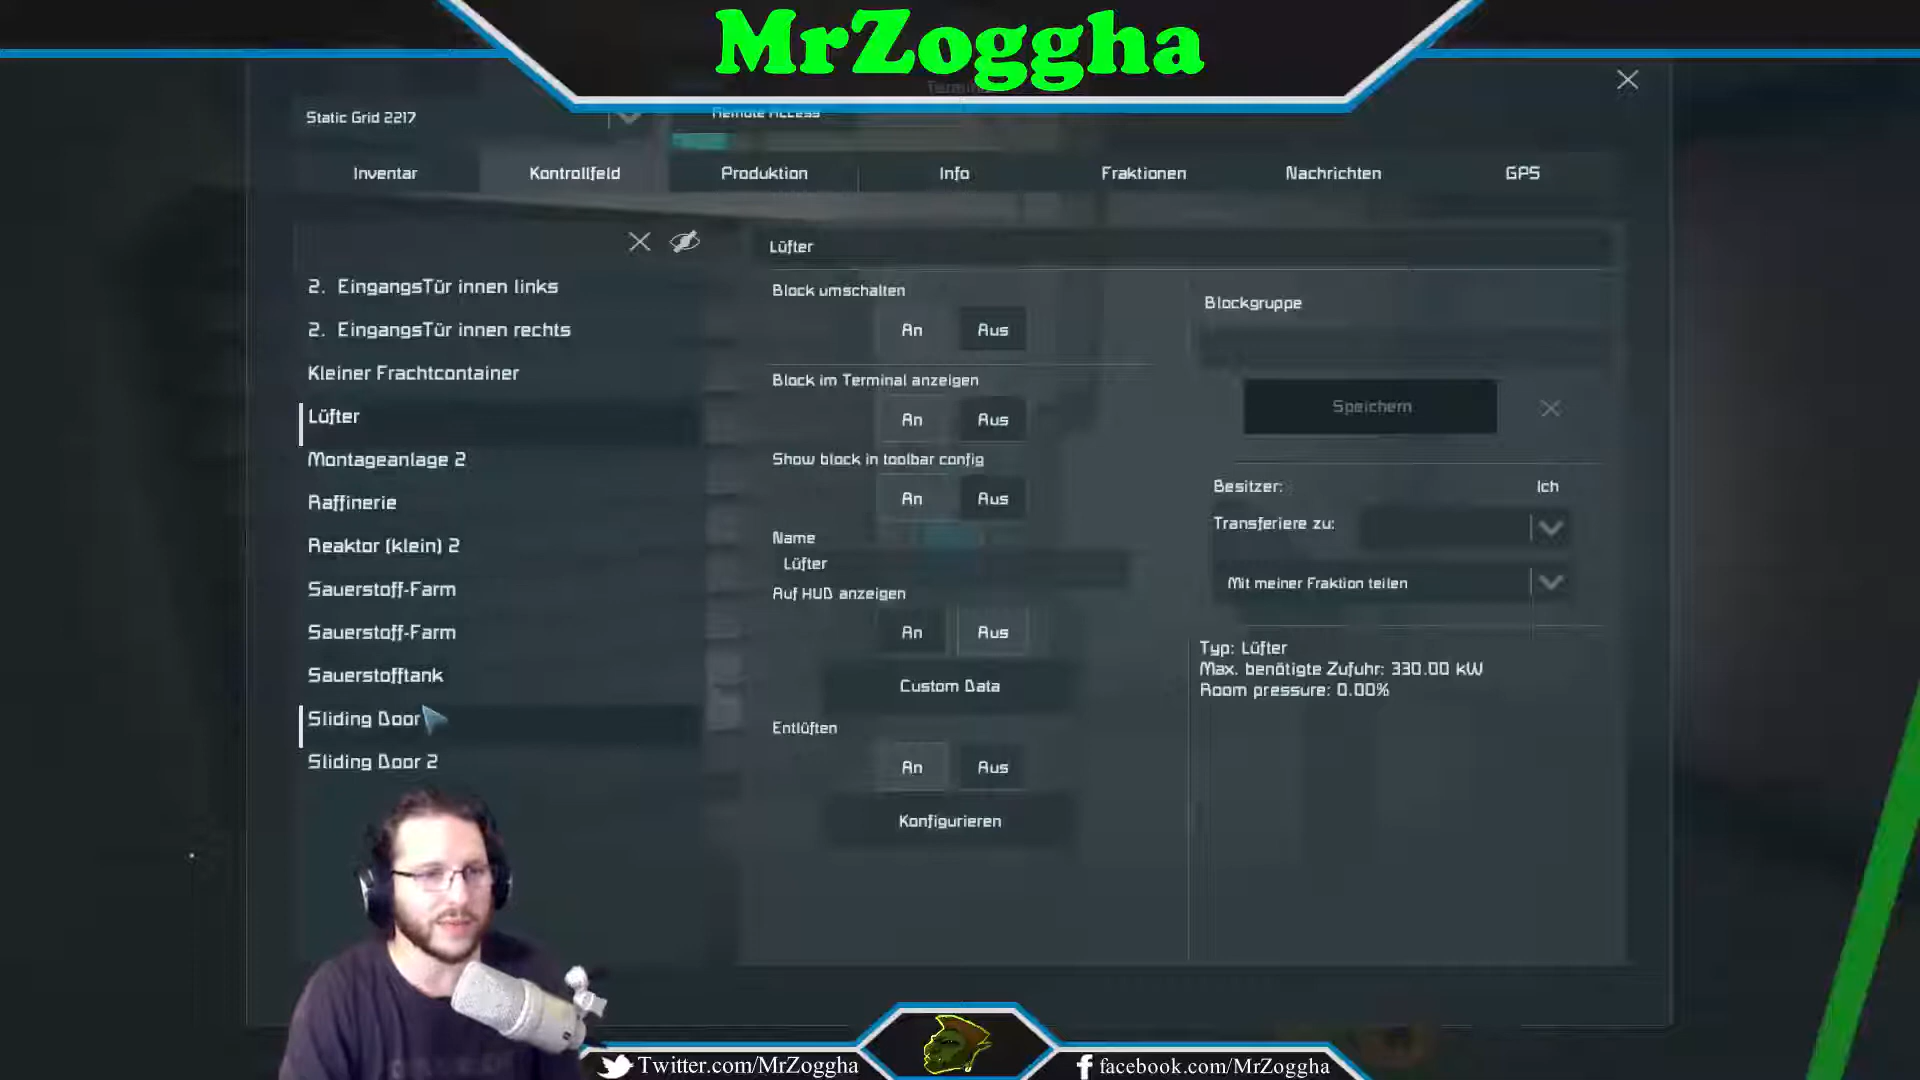 MrZoggha
Static Grid 2217
Remote Access
Inventar
Kontrollfeld
Produktion
Info
Fraktionen
Nachrichten
GPS
2. EingangsTür innen links
2. EingangsTür innen rechts
Kleiner Frachtcontainer
Lüfter
Montageanlage 2
Raffinerie
Reaktor (klein) 2
Sauerstoff-Farm
Sauerstoff-Farm
Sauerstofftank
Sliding Door
Sliding Door 2
Lüfter
Block umschalten
An Aus
Block im Terminal anzeigen
An Aus
Show block in toolbar config
An Aus
Name
Lüfter
Auf HUD anzeigen
An Aus
Custom Data
Entlüften
An Aus
Konfigurieren
Blockgruppe
Speichern
Besitzer: Ich
Transferiere zu:
Mit meiner Fraktion teilen
Typ: Lüfter
Max. benötigte Zufuhr: 330.00 kW
Room pressure: 0.00%
Twitter.com/MrZoggha
facebook.com/MrZoggha